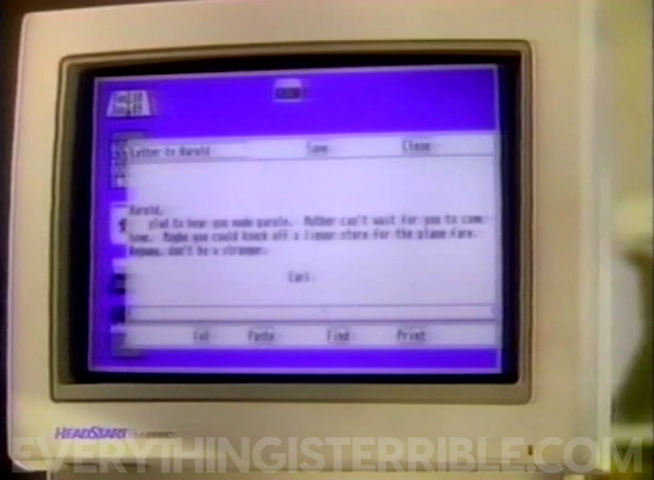 Letter to Harold
Save
Close
Harold,
glad to hear you made parole. Mother can't wait for you to come
home. Maybe you could knock off a liquor store for the plane fare.
Anyway, don't be a stranger.
Earl
Cut
Paste
Find
Print
HEADSTART
EVERYTHINGISTERRIBLE.COM